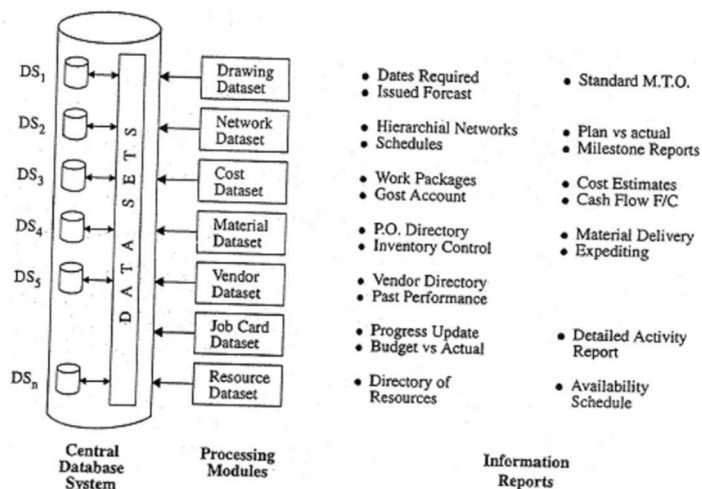 DS1
Drawing
Dataset
• Dates Required
• Issued Forcast
• Standard M.T.O.
DS2
Network
Dataset
• Hierarchial Networks
• Schedules
• Plan vs actual
• Milestone Reports
DS3
Cost
Dataset
• Work Packages
• Gost Account
• Cost Estimates
• Cash Flow F/C
DS4
Material
Dataset
• P.O. Directory
• Inventory Control
• Material Delivery
• Expediting
DS5
Vendor
Dataset
• Vendor Directory
• Past Performance
Job Card
Dataset
• Progress Update
• Budget vs Actual
• Detailed Activity
Report
DSn
Resource
Dataset
• Directory of
Resources
• Availability
Schedule
DATA SETS
Central
Database
System
Processing
Modules
Information
Reports